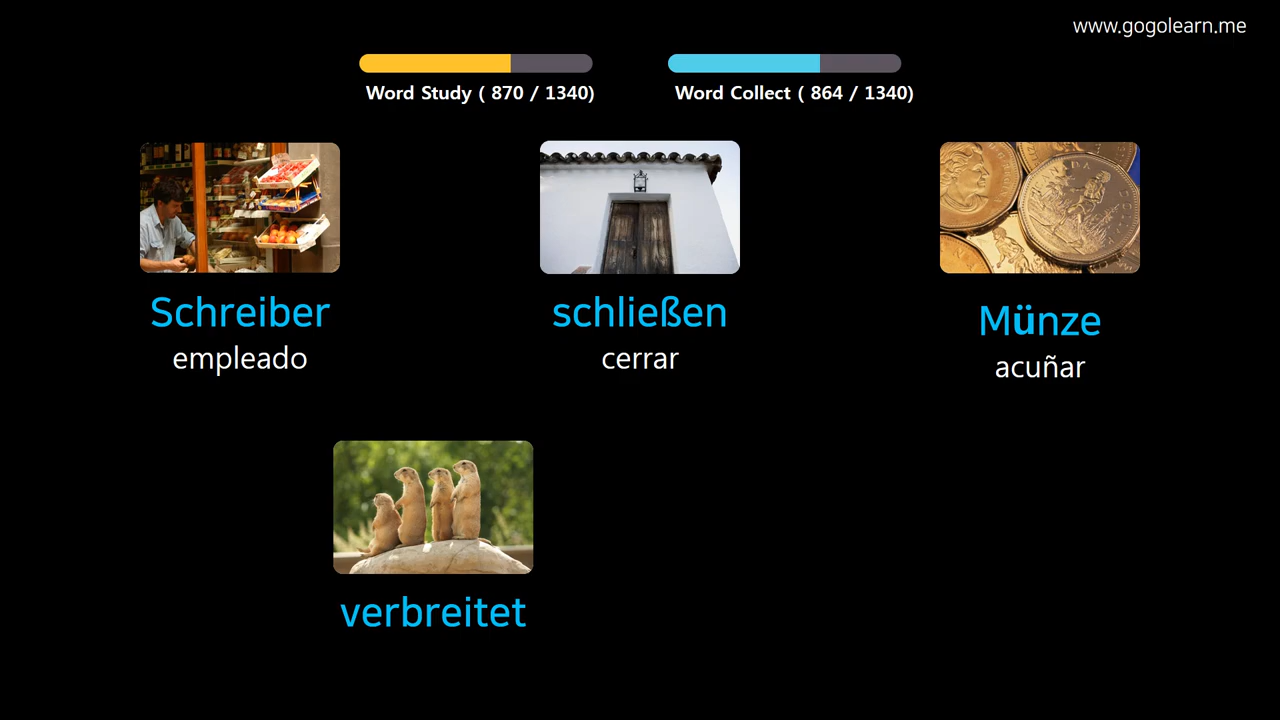 www.gogolearn.me
Word Study ( 870 / 1340)
Word Collect ( 864 / 1340)
Schreiber
empleado
schließen
cerrar
Münze
acuñar
verbreitet